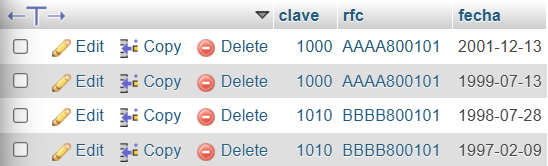 clave rfc fecha
Edit Copy Delete 1000 AAAA800101 2001-12-13
Edit Copy Delete 1000 AAAA800101 1999-07-13
Edit Copy Delete 1010 BBBB800101 1998-07-28
Edit Copy Delete 1010 BBBB800101 1997-02-09